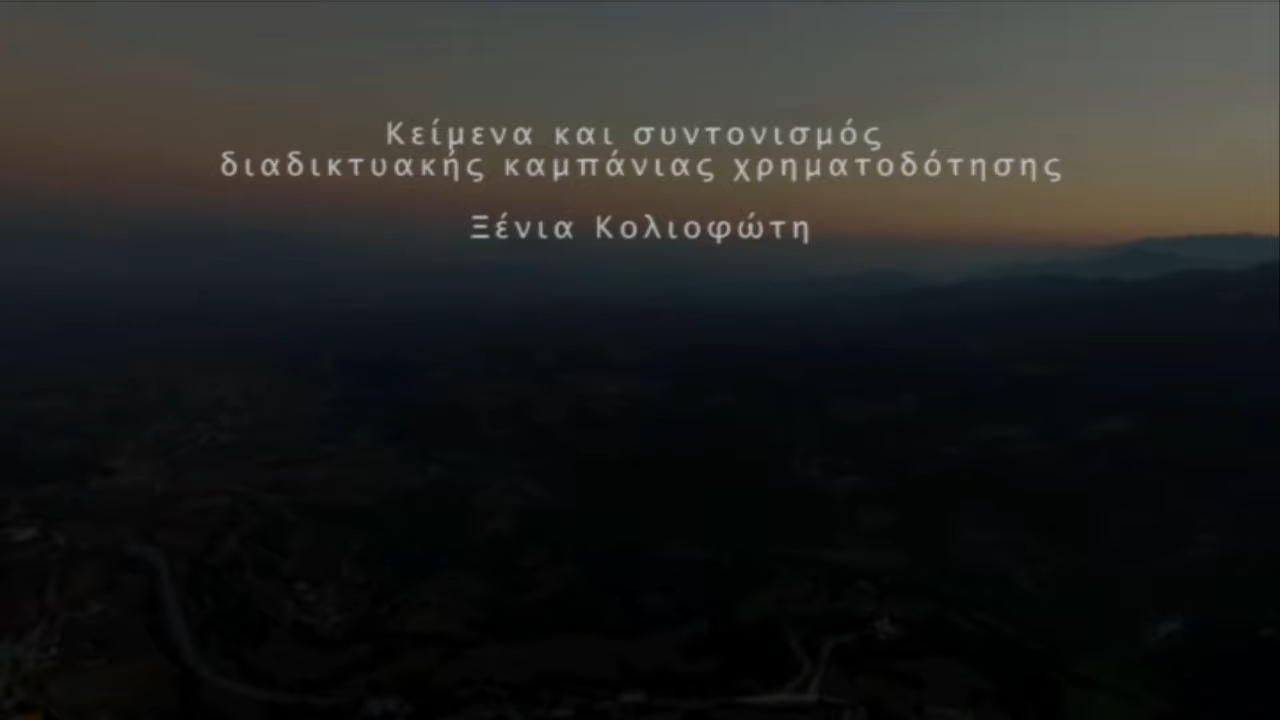 Κείμενα και συντονισμός
διαδικτυακής καμπάνιας χρηματοδότησης
Ξένια Κολιοφώτη